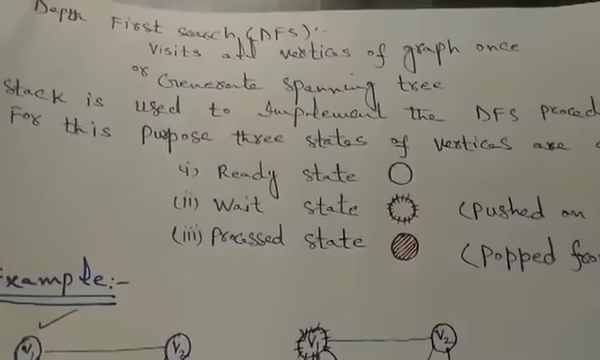 Depth First search (DFS):-
Visits all vertices of graph once
or Generate spanning tree
Stack is used to Implement the DFS proced
For this purpose three states of vertices are
i) Ready state
(ii) Wait state (pushed on
(iii) Processed state (popped from
Example:-
V1 V2 V1 V2